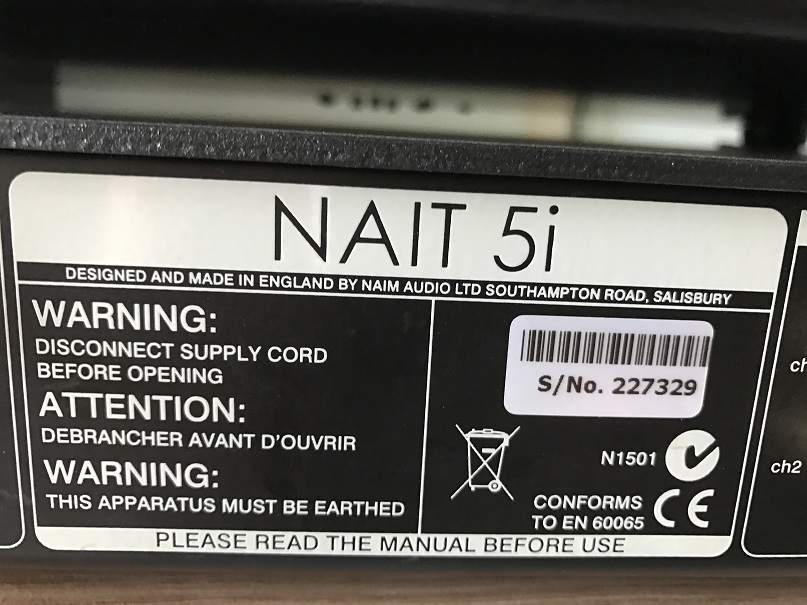 NAIT 5i
DESIGNED AND MADE IN ENGLAND BY NAIM AUDIO LTD SOUTHAMPTON ROAD, SALISBURY
WARNING:
DISCONNECT SUPPLY CORD
BEFORE OPENING
ATTENTION:
DEBRANCHER AVANT D'OUVRIR
WARNING:
THIS APPARATUS MUST BE EARTHED
S/No. 227329
N1501
CONFORMS
TO EN 60065
CE
PLEASE READ THE MANUAL BEFORE USE
ch2